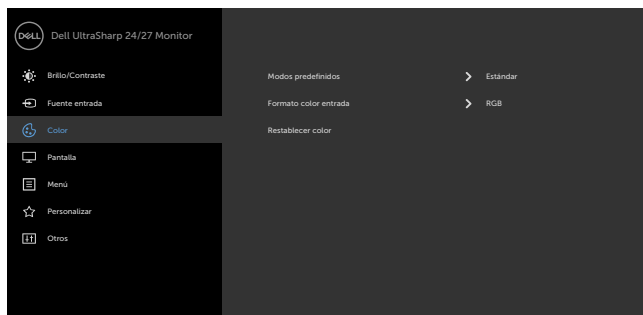 DELL Dell UltraSharp 24/27 Monitor
Brillo/Contraste
Modos predefinidos Estándar
Fuente entrada
Formato color entrada RGB
Color
Restablecer color
Pantalla
Menú
Personalizar
Otros